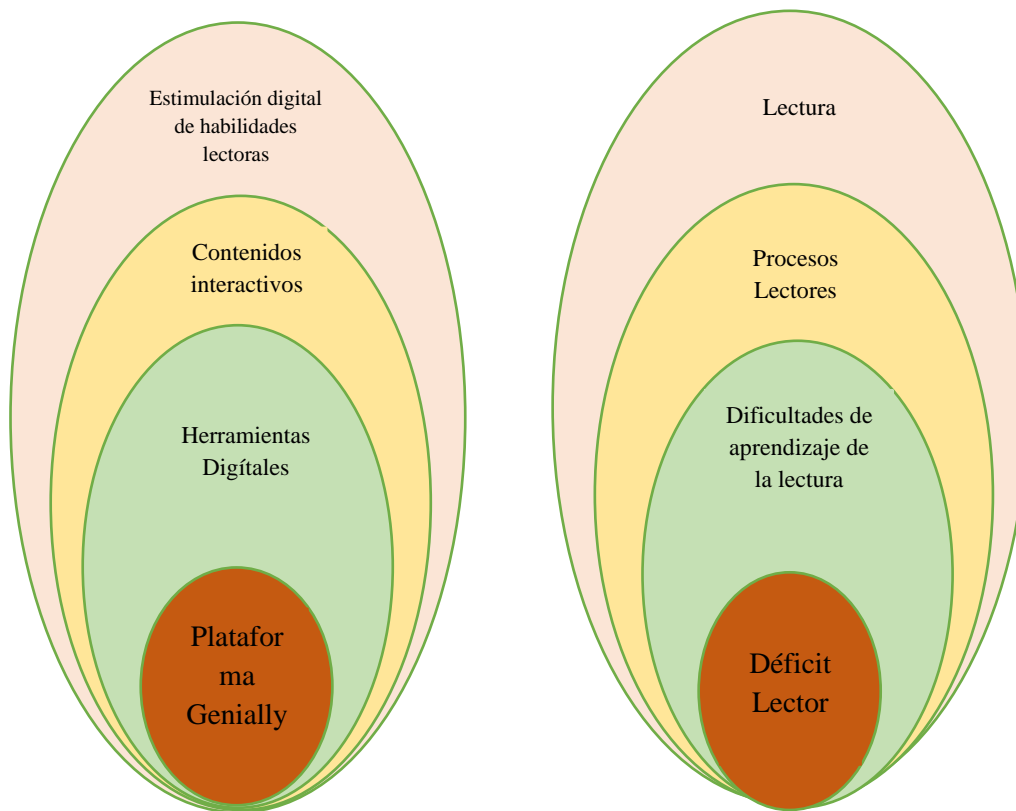 Estimulación digital
de habilidades
lectoras
Contenidos
interactivos
Herramientas
Digítales
Platafor
ma
Genially
Lectura
Procesos
Lectores
Dificultades de
aprendizaje de
la lectura
Déficit
Lector